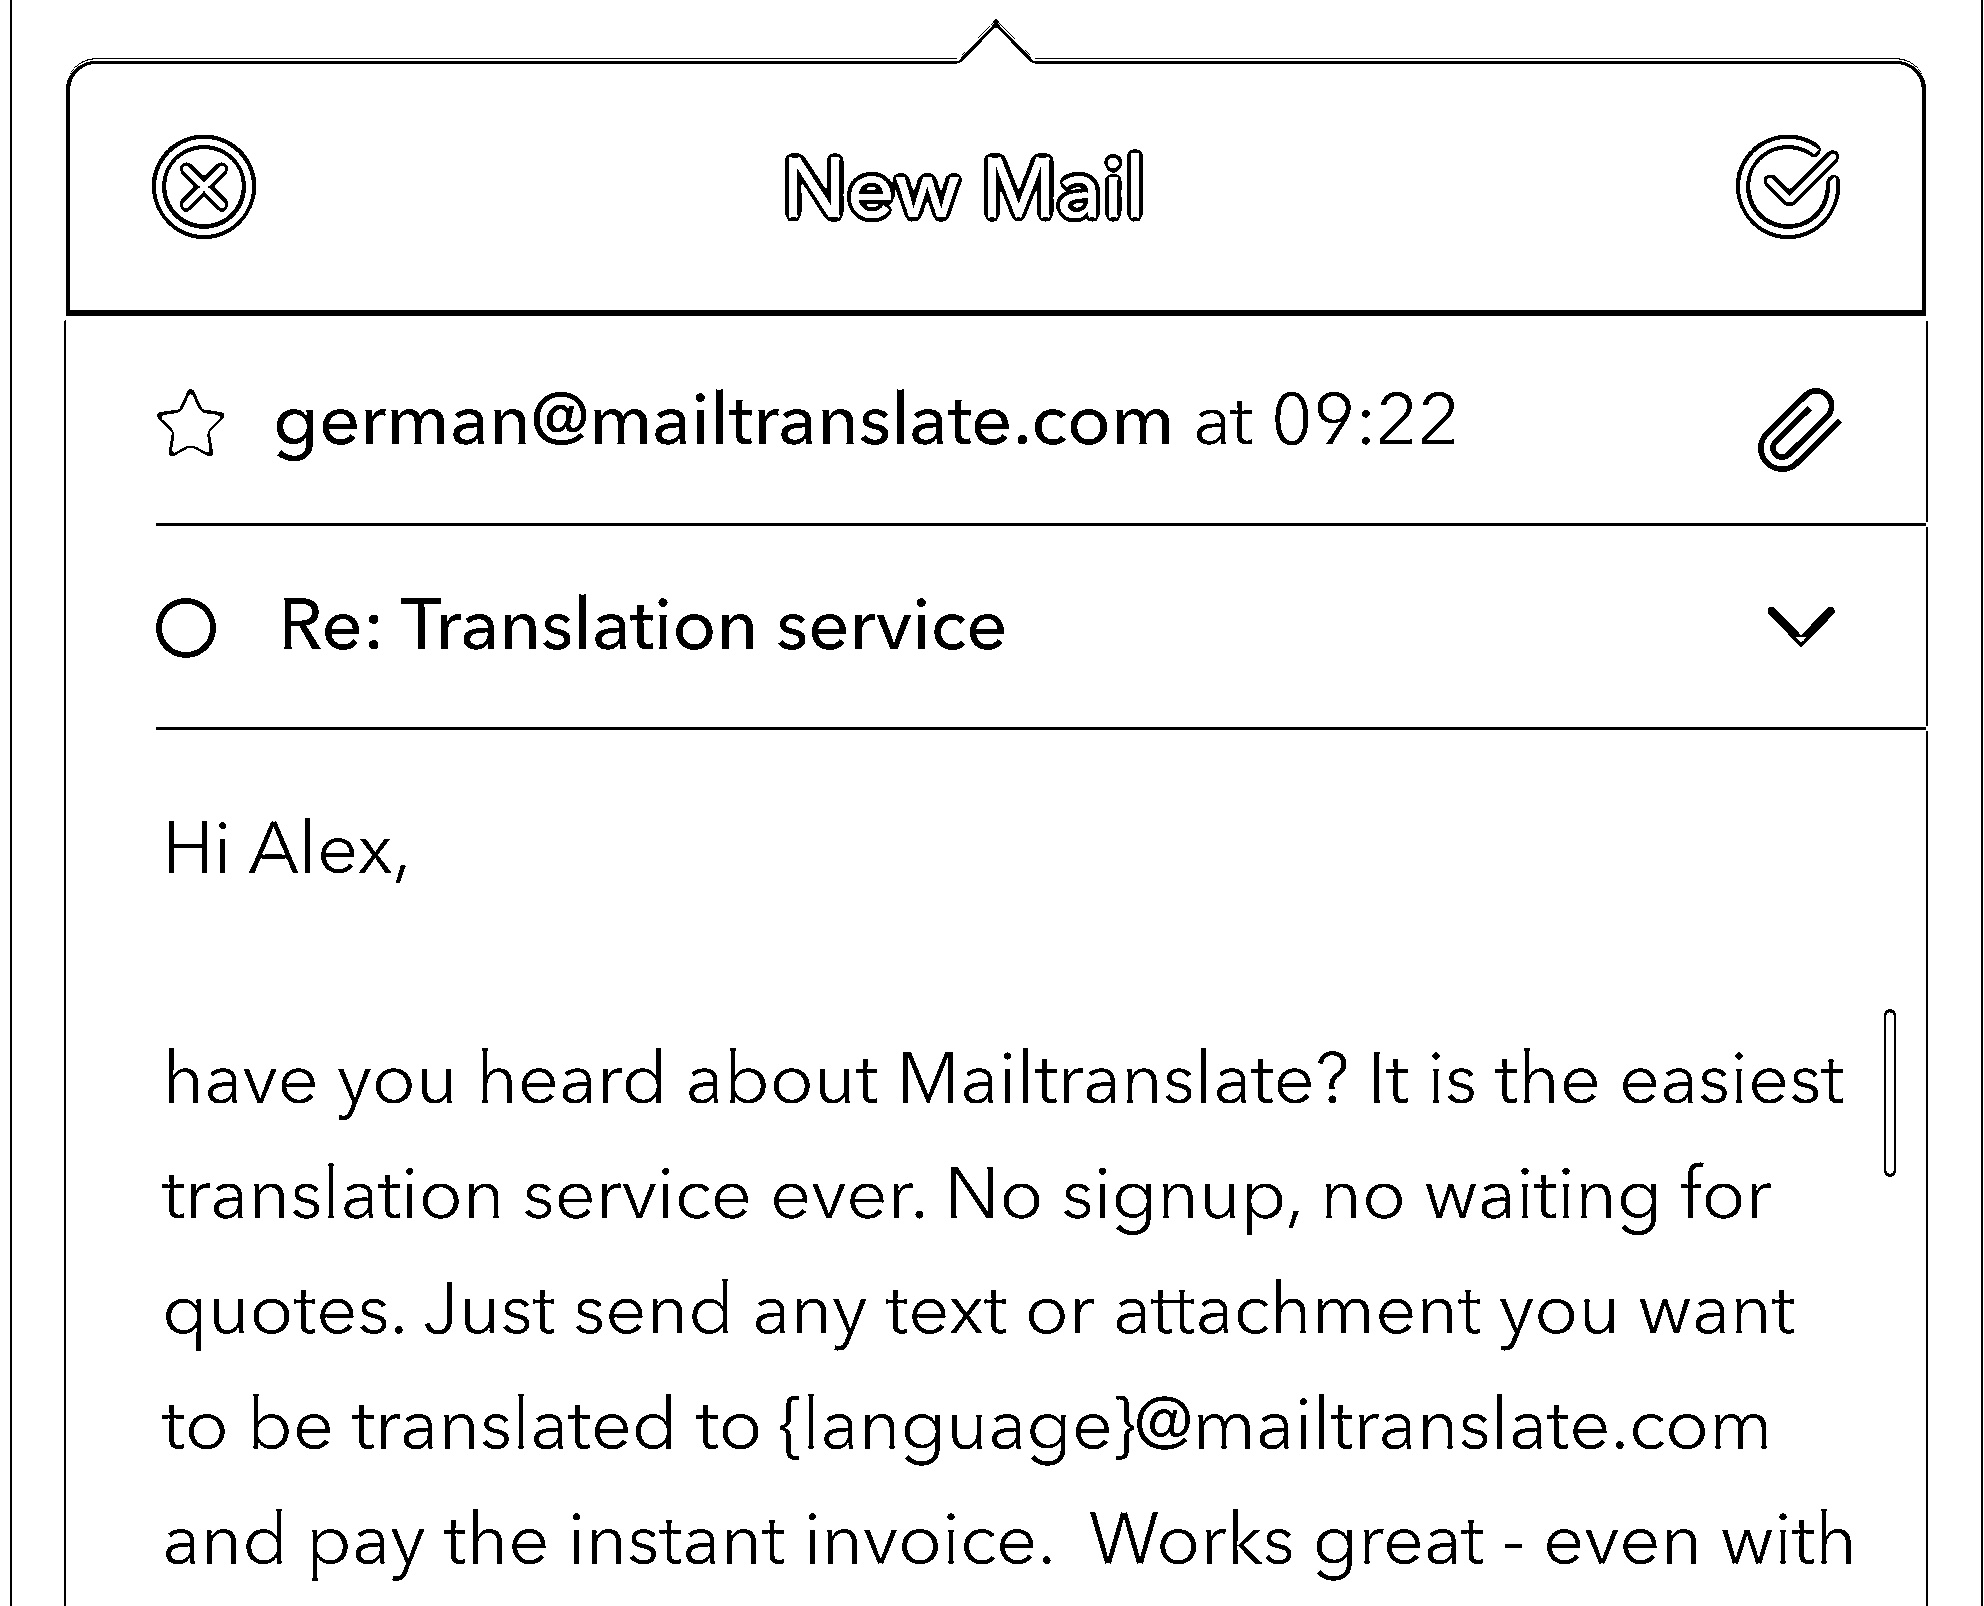 New Mail
german@mailtranslate.com at 09:22
Re: Translation service
Hi Alex,
have you heard about Mailtranslate? It is the easiest
translation service ever. No signup, no waiting for
quotes. Just send any text or attachment you want
to be translated to {language}@mailtranslate.com
and pay the instant invoice.  Works great - even with